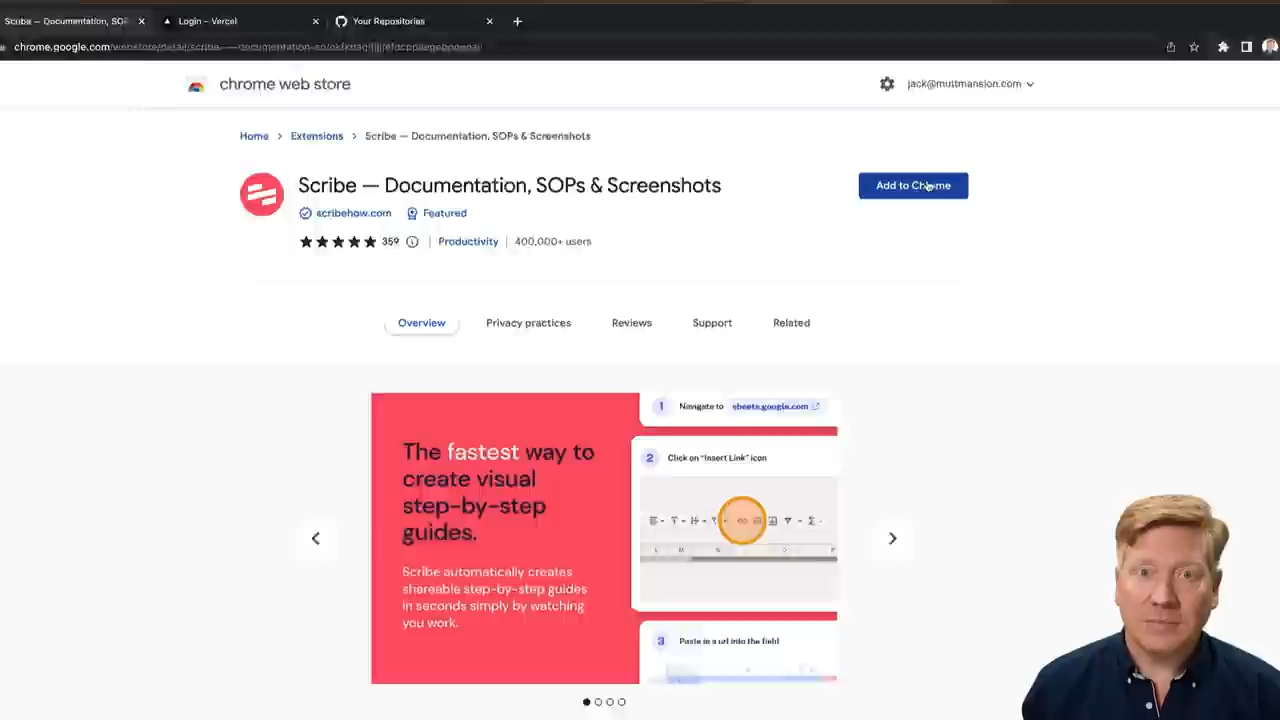 Scribe — Documentation, SOP
Login – Vercel
Your Repositories
chrome.google.com/webstore/detail/scribe-
chrome web store
jack@muttmansion.com
Home > Extensions > Scribe — Documentation, SOPs & Screenshots
Scribe — Documentation, SOPs & Screenshots
Add to Chrome
scribehow.com Featured
359 | Productivity | 400,000+ users
Overview Privacy practices Reviews Support Related
The fastest way to
create visual
step-by-step
guides.
Scribe automatically creates
shareable step-by-step guides
in seconds simply by watching
you work.
1 Navigate to sheets.google.com
2 Click on "Insert Link" icon
3 Paste in a url into the field